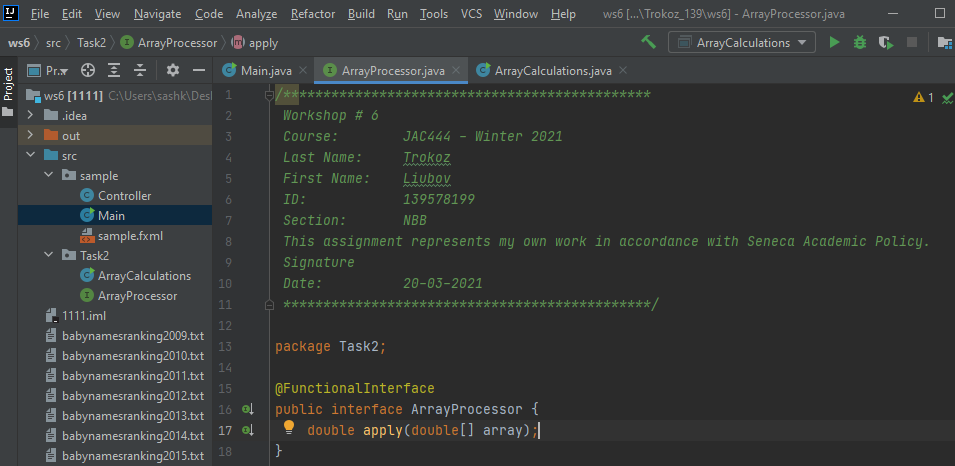 File Edit View Navigate Code Analyze Refactor Build Run Tools VCS Window Help ws6 [...\Trokoz_139\ws6] - ArrayProcessor.java
ws6 src Task2 ArrayProcessor apply ArrayCalculations
Project
Pr... Main.java ArrayProcessor.java ArrayCalculations.java
ws6 [1111] C:\Users\sashk\Des
.idea
out
src
sample
Controller
Main
sample.fxml
Task2
ArrayCalculations
ArrayProcessor
1111.iml
babynamesranking2009.txt
babynamesranking2010.txt
babynamesranking2011.txt
babynamesranking2012.txt
babynamesranking2013.txt
babynamesranking2014.txt
babynamesranking2015.txt
1 /**********************************************
1
2 Workshop # 6
3 Course: JAC444 - Winter 2021
4 Last Name: Trokoz
5 First Name: Liubov
6 ID: 139578199
7 Section: NBB
8 This assignment represents my own work in accordance with Seneca Academic Policy.
9 Signature
10 Date: 20-03-2021
11 **********************************************/
12
13 package Task2;
14
15 @FunctionalInterface
16 public interface ArrayProcessor {
17 double apply(double[] array);
18 }